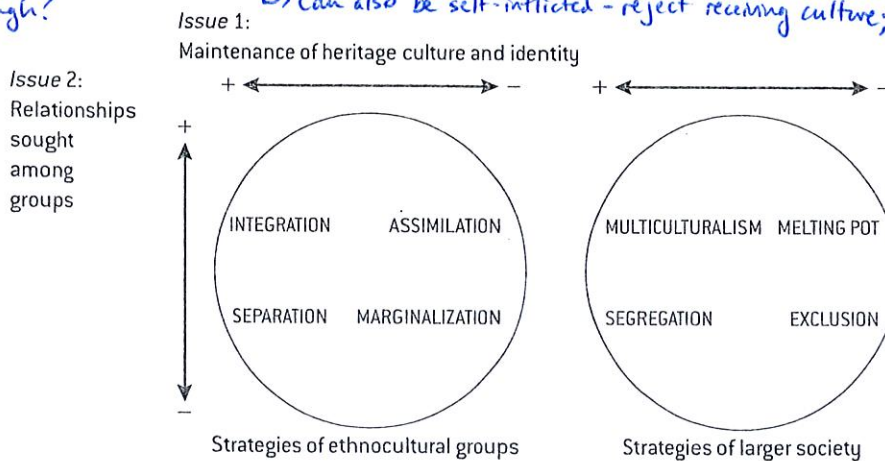 ugh?
↳ can also be self-inflicted - reject receiving culture;
Issue 1:
Maintenance of heritage culture and identity
Issue 2:
Relationships
sought
among
groups
+ −
+ −
+
−
INTEGRATION ASSIMILATION
SEPARATION MARGINALIZATION
MULTICULTURALISM MELTING POT
SEGREGATION EXCLUSION
Strategies of ethnocultural groups
Strategies of larger society